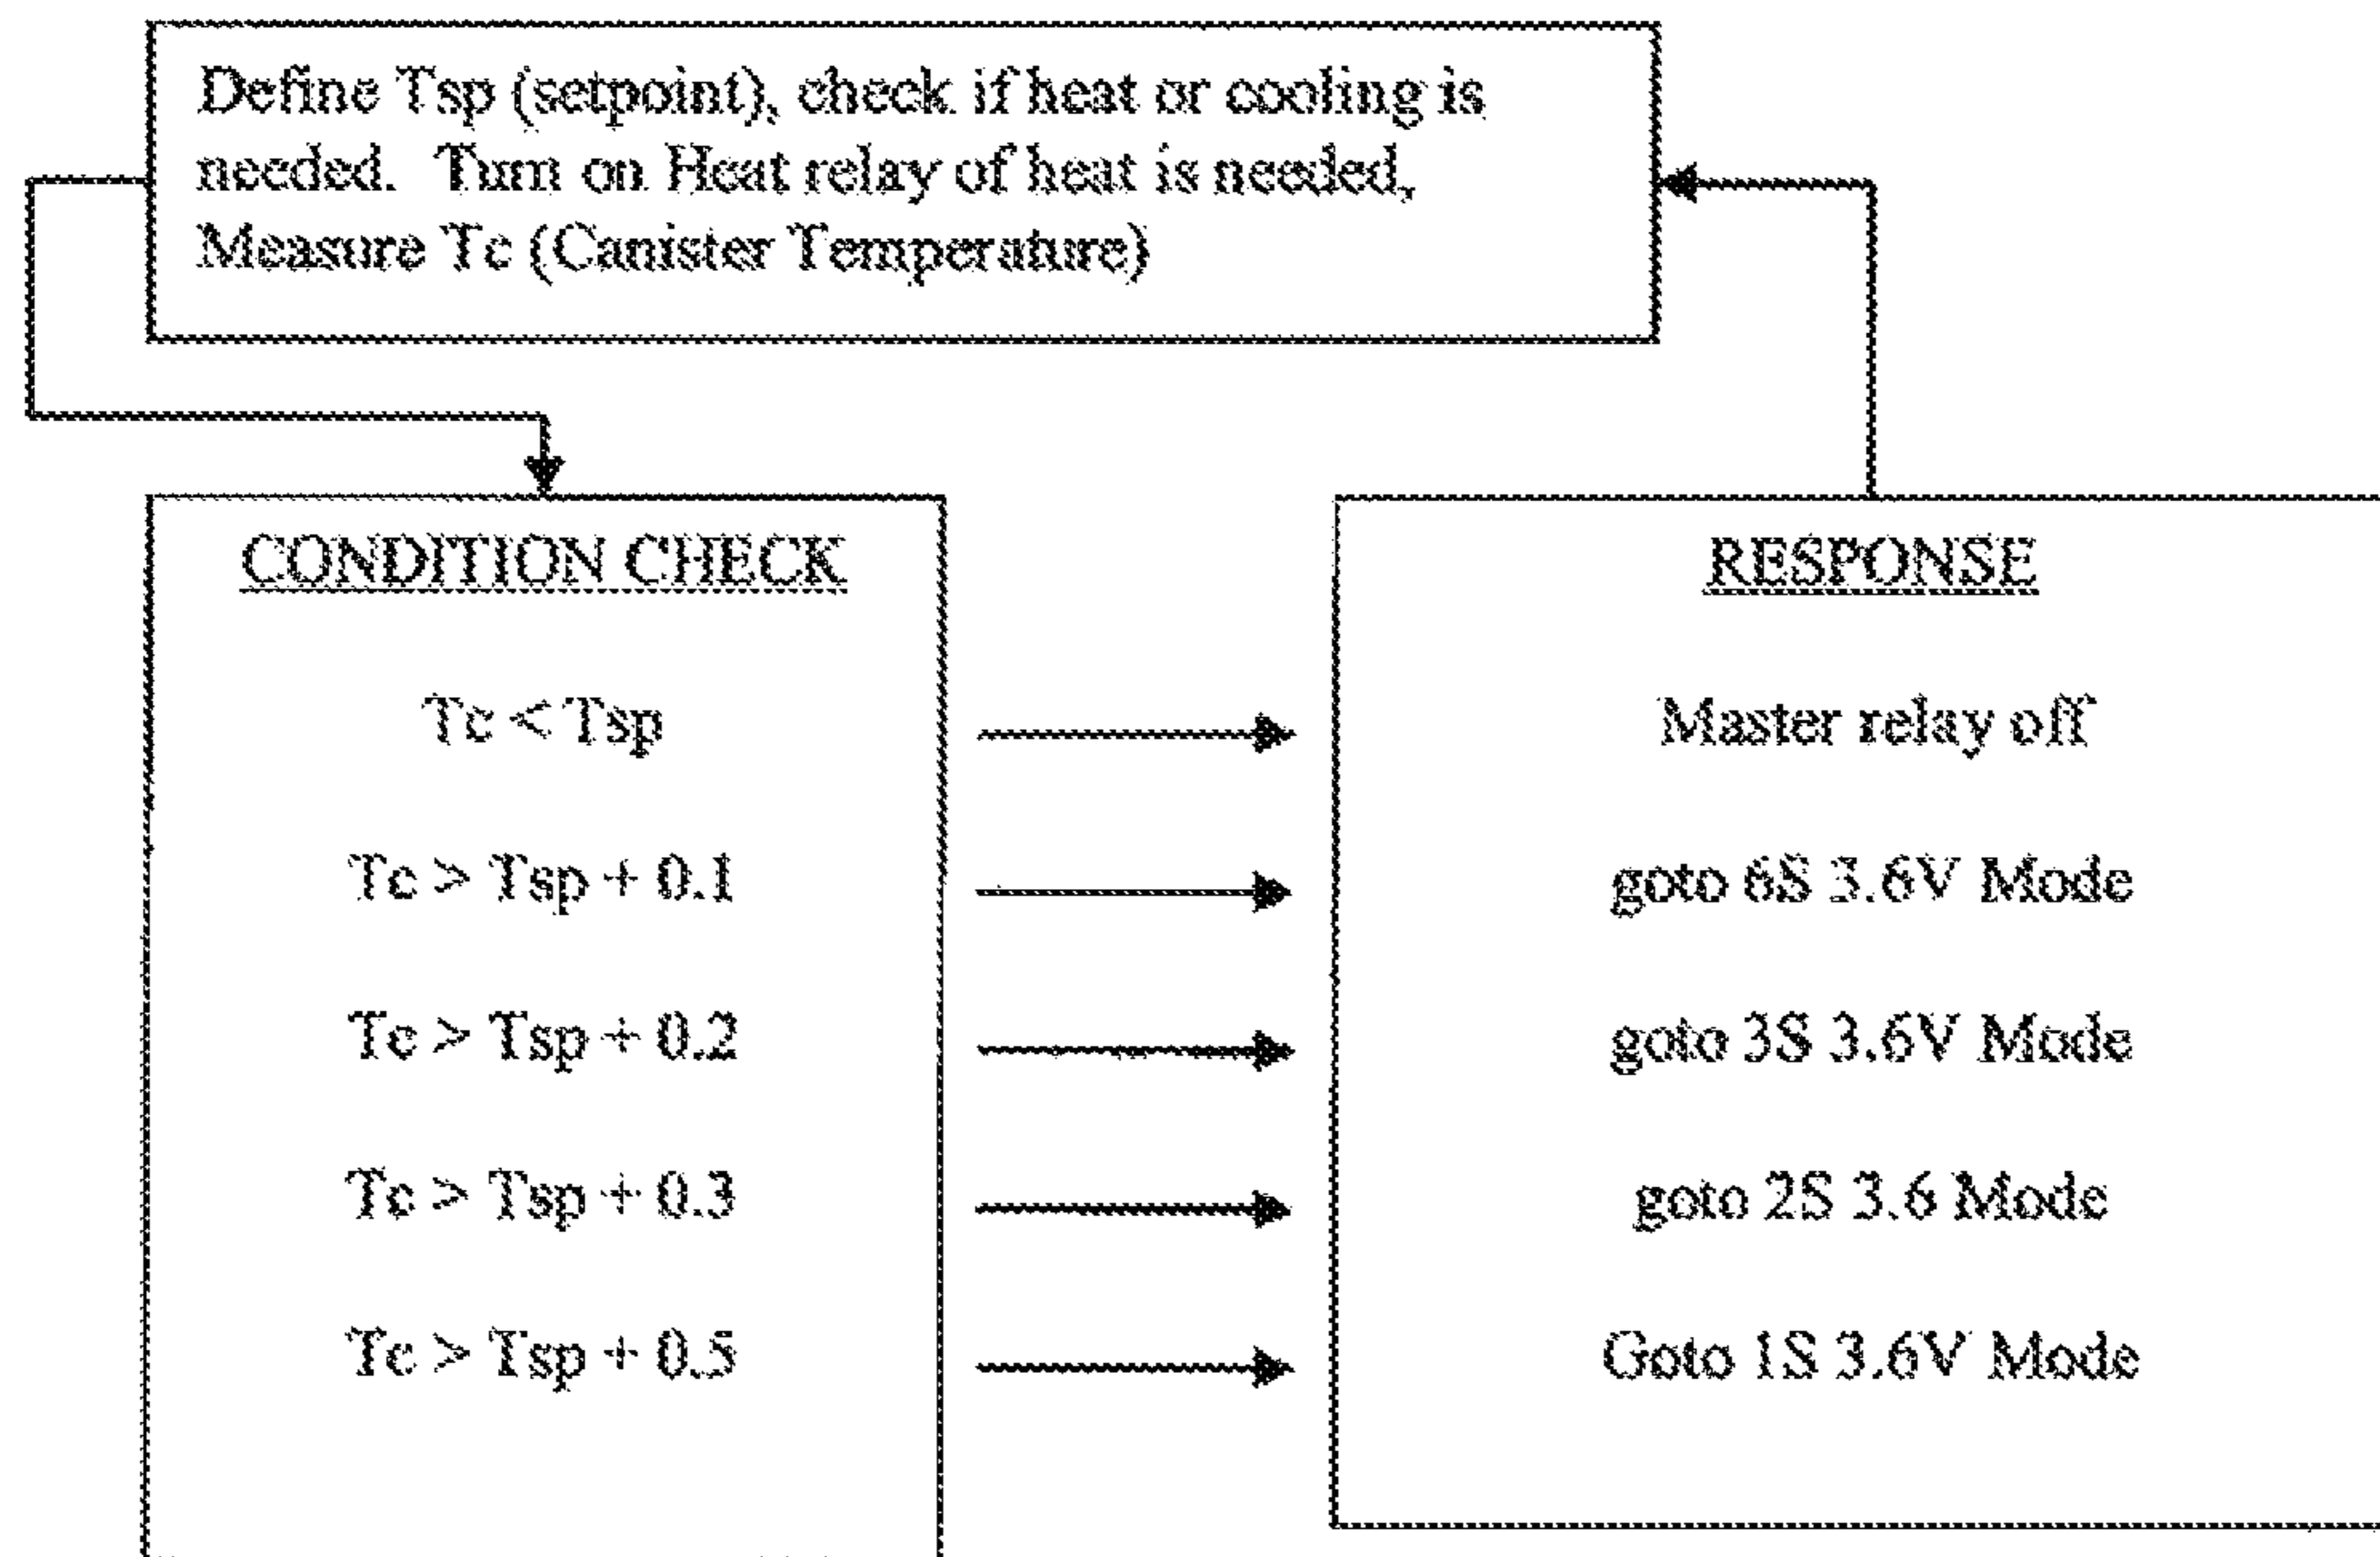 Define Tsp (setpoint), check if heat or cooling is
needed. Turn on Heat relay of heat is needed,
Measure Tc (Canister Temperature)
CONDITION CHECK
Tc < Tsp
Tc > Tsp + 0.1
Tc > Tsp + 0.2
Tc > Tsp + 0.3
Tc > Tsp + 0.5
RESPONSE
Master relay off
goto 6S 3.6V Mode
goto 3S 3.6V Mode
goto 2S 3.6 Mode
Goto 1S 3.6V Mode